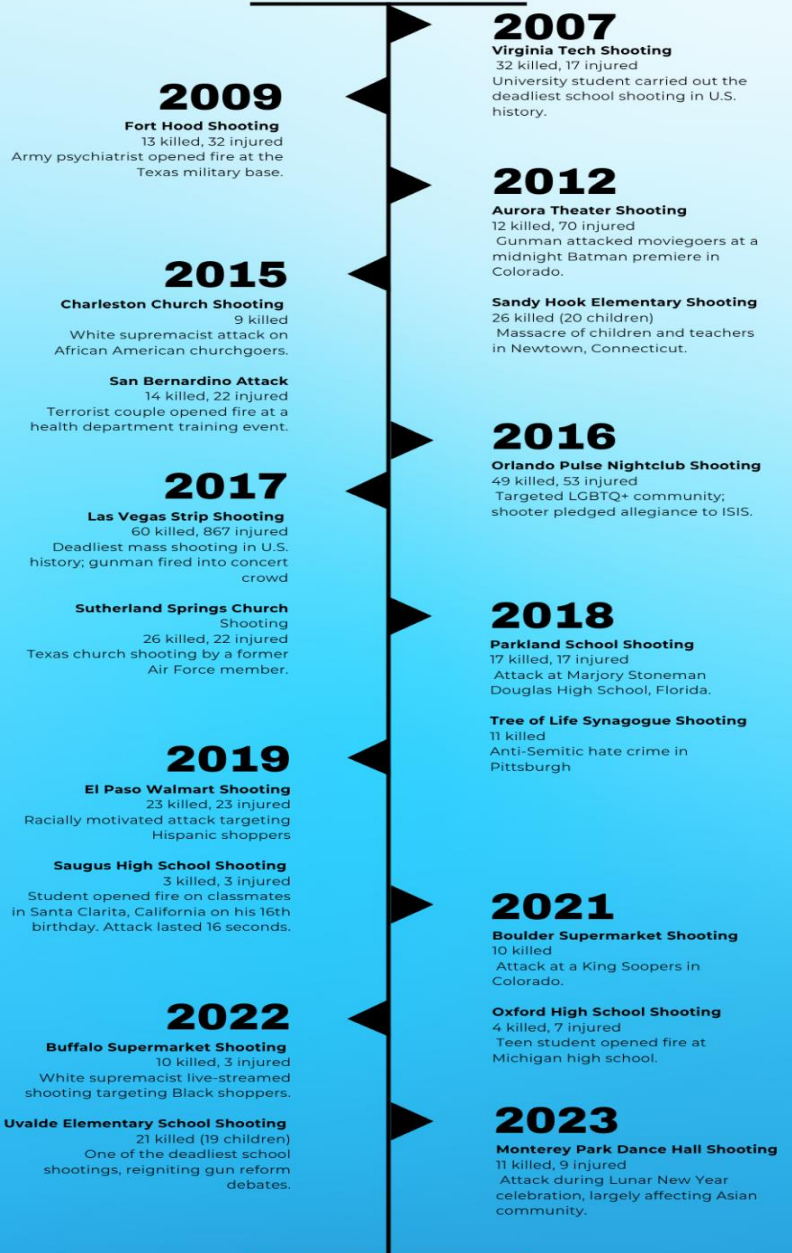 2007
Virginia Tech Shooting
32 killed, 17 injured
University student carried out the
deadliest school shooting in U.S.
history.
2009
Fort Hood Shooting
13 killed, 32 injured
Army psychiatrist opened fire at the
Texas military base.
2012
Aurora Theater Shooting
12 killed, 70 injured
Gunman attacked moviegoers at a
midnight Batman premiere in
Colorado.
Sandy Hook Elementary Shooting
26 killed (20 children)
Massacre of children and teachers
in Newtown, Connecticut.
2015
Charleston Church Shooting
9 killed
White supremacist attack on
African American churchgoers.
San Bernardino Attack
14 killed, 22 injured
Terrorist couple opened fire at a
health department training event.
2016
Orlando Pulse Nightclub Shooting
49 killed, 53 injured
Targeted LGBTQ+ community;
shooter pledged allegiance to ISIS.
2017
Las Vegas Strip Shooting
60 killed, 867 injured
Deadliest mass shooting in U.S.
history; gunman fired into concert
crowd
Sutherland Springs Church
Shooting
26 killed, 22 injured
Texas church shooting by a former
Air Force member.
2018
Parkland School Shooting
17 killed, 17 injured
Attack at Marjory Stoneman
Douglas High School, Florida.
Tree of Life Synagogue Shooting
11 killed
Anti-Semitic hate crime in
Pittsburgh
2019
El Paso Walmart Shooting
23 killed, 23 injured
Racially motivated attack targeting
Hispanic shoppers
Saugus High School Shooting
3 killed, 3 injured
Student opened fire on classmates
in Santa Clarita, California on his 16th
birthday. Attack lasted 16 seconds.
2021
Boulder Supermarket Shooting
10 killed
Attack at a King Soopers in
Colorado.
Oxford High School Shooting
4 killed, 7 injured
Teen student opened fire at
Michigan high school.
2022
Buffalo Supermarket Shooting
10 killed, 3 injured
White supremacist live-streamed
shooting targeting Black shoppers.
Uvalde Elementary School Shooting
21 killed (19 children)
One of the deadliest school
shootings, reigniting gun reform
debates.
2023
Monterey Park Dance Hall Shooting
11 killed, 9 injured
Attack during Lunar New Year
celebration, largely affecting Asian
community.